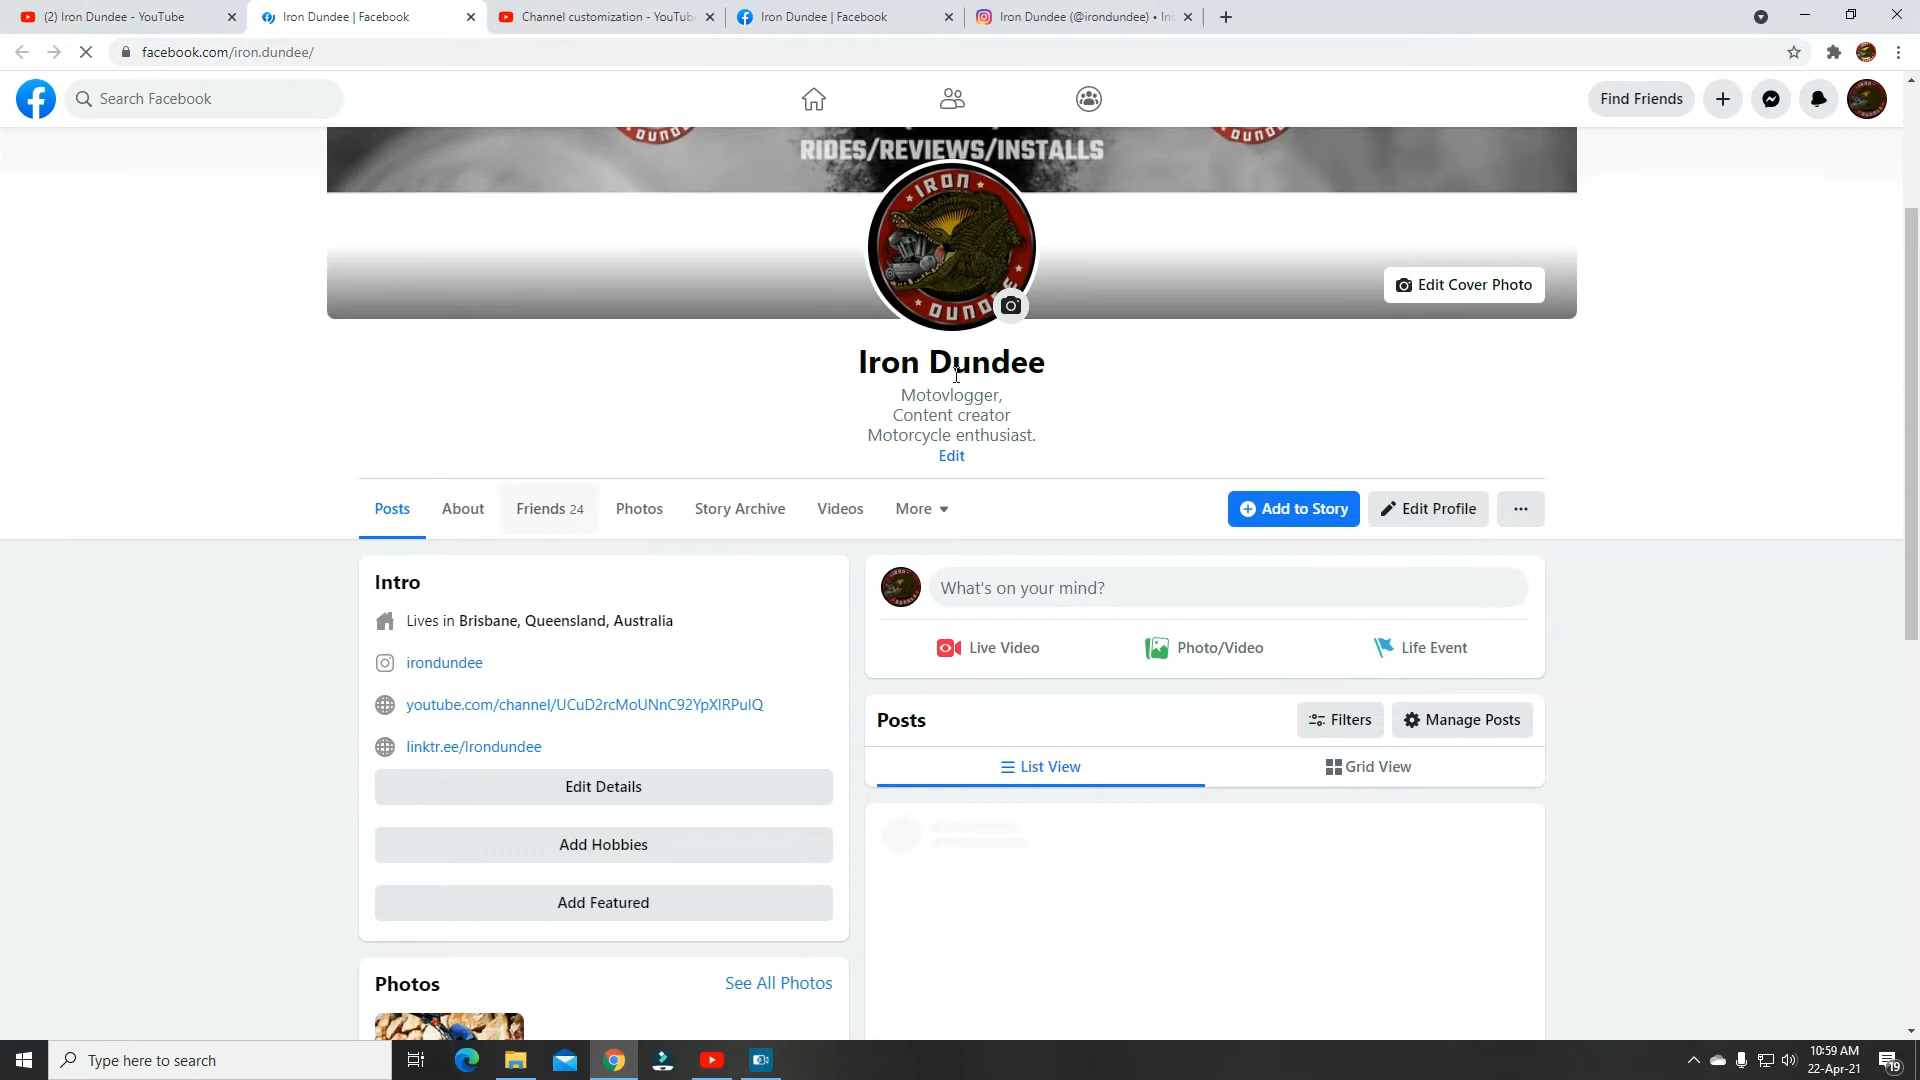 (2) Iron Dundee - YouTube
Iron Dundee | Facebook
Channel customization - YouTub
Iron Dundee | Facebook
Iron Dundee (@irondundee) • Ins
facebook.com/iron.dundee/
Search Facebook
Find Friends
DUNDE
DUNDE
RIDES/REVIEWS/INSTALLS
IRON
DUNDE
Edit Cover Photo
Iron Dundee
Motovlogger,
Content creator
Motorcycle enthusiast.
Edit
Posts
About
Friends 24
Photos
Story Archive
Videos
More
Add to Story
Edit Profile
Intro
Lives in Brisbane, Queensland, Australia
irondundee
youtube.com/channel/UCuD2rcMoUNnC92YpXlRPulQ
linktr.ee/Irondundee
Edit Details
Add Hobbies
Add Featured
Photos
See All Photos
What's on your mind?
Live Video
Photo/Video
Life Event
Posts
Filters
Manage Posts
List View
Grid View
Type here to search
10:59 AM
22-Apr-21
19